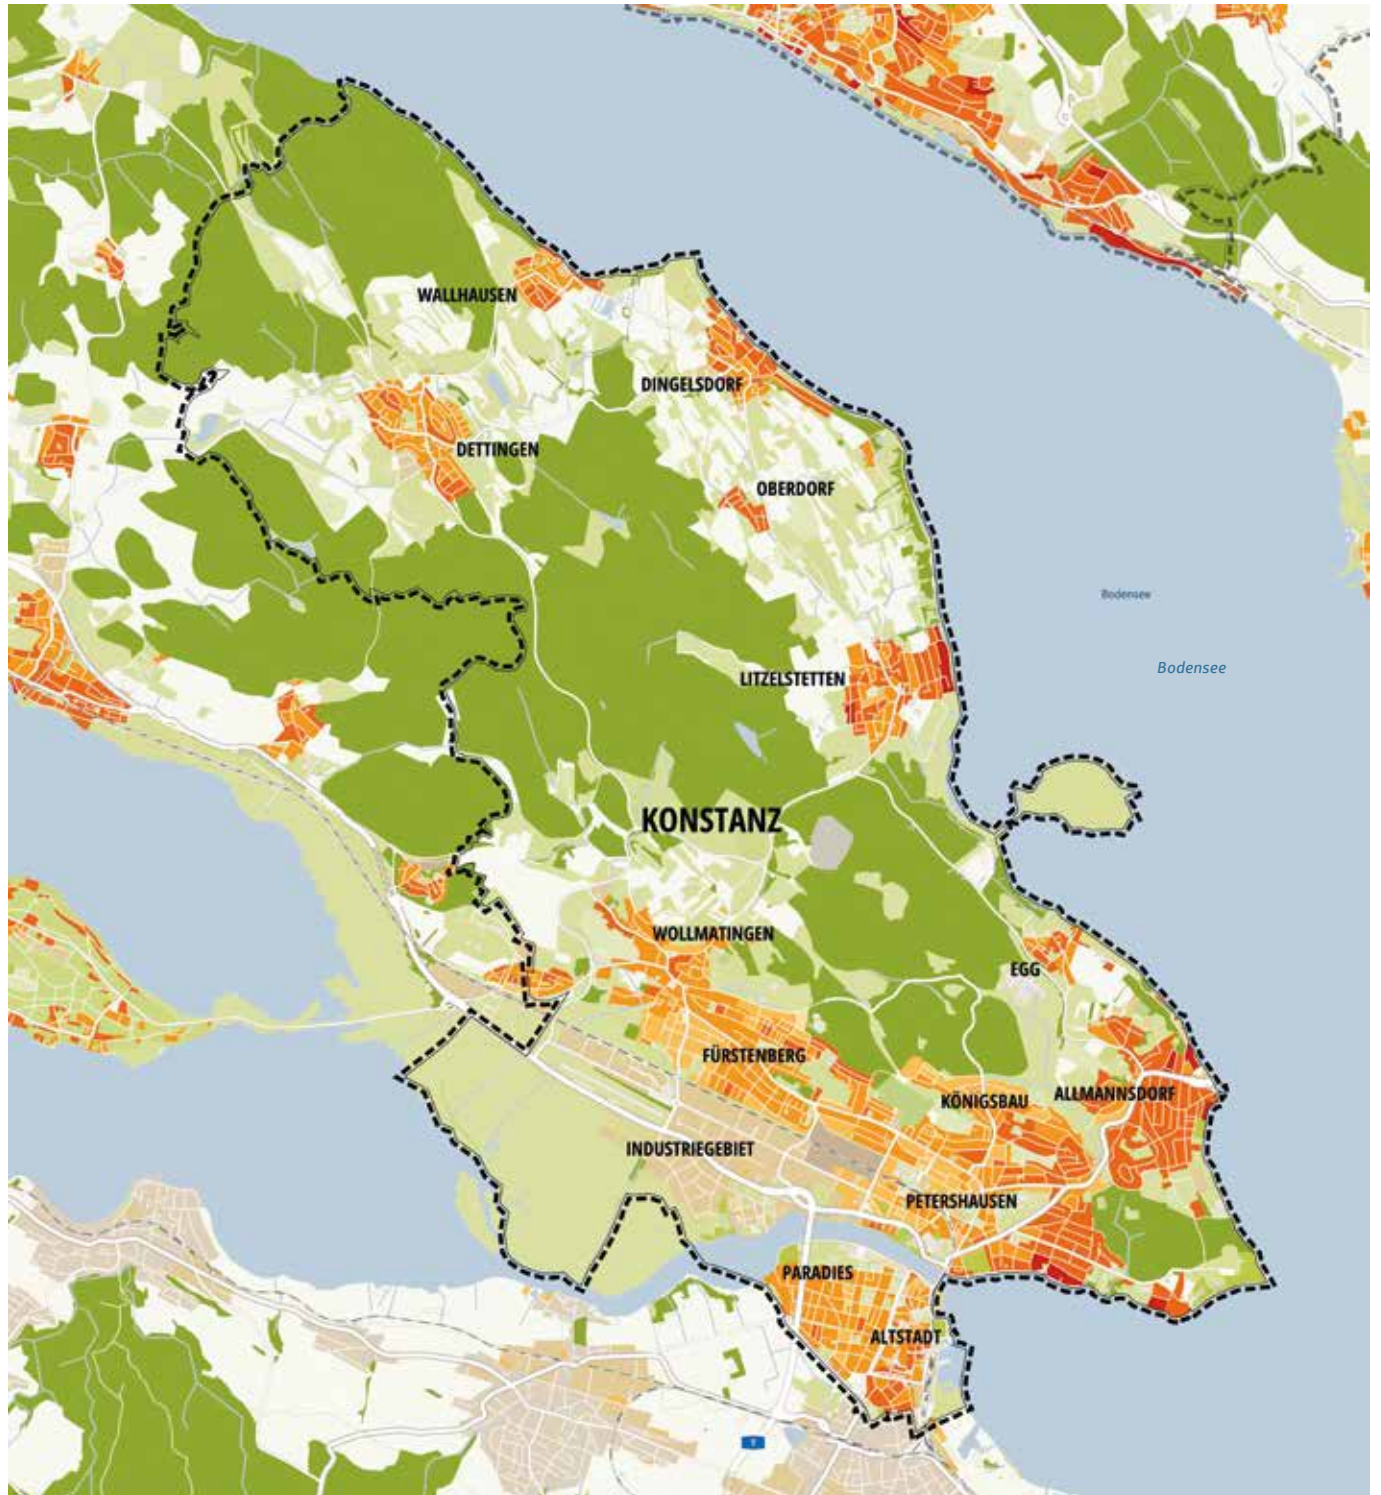 WALLHAUSEN
DINGELSDORF
DETTINGEN
OBERDORF
Bodensee
Bodensee
LITZELSTETTEN
KONSTANZ
WOLLMATINGEN
EGG
FÜRSTENBERG
KÖNIGSBAU
ALLMANNSDORF
INDUSTRIEGEBIET
PETERSHAUSEN
PARADIES
ALTSTADT